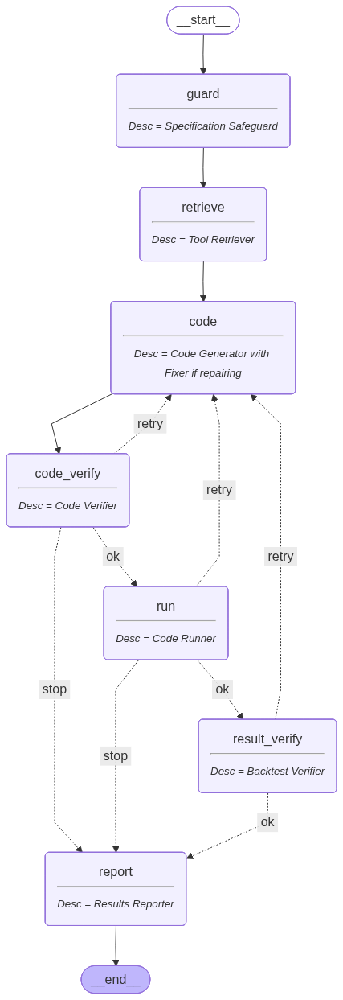 __start__
guard
Desc = Specification Safeguard
retrieve
Desc = Tool Retriever
code
Desc = Code Generator with
Fixer if repairing
retry
code_verify
Desc = Code Verifier
retry
ok
retry
run
Desc = Code Runner
stop
ok
result_verify
Desc = Backtest Verifier
stop
ok
report
Desc = Results Reporter
__end__